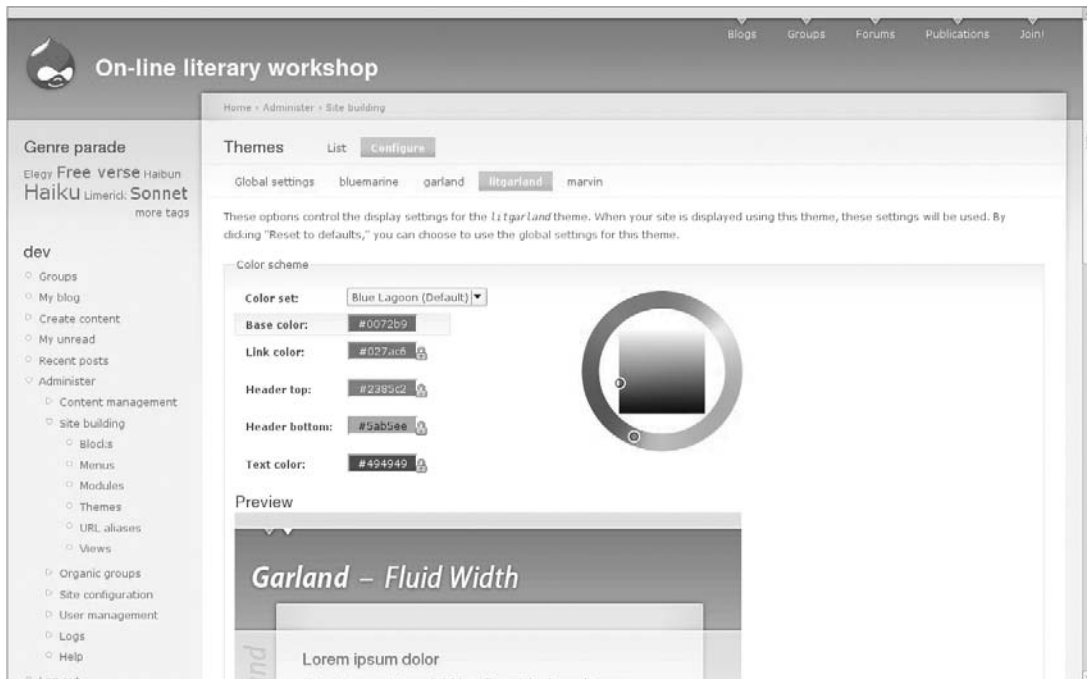 Blogs Groups Forums Publications Join!
On-line literary workshop
Home › Administer › Site building
Genre parade
Elegy Free verse Haibun
Haiku Limerick Sonnet
more tags
dev
Groups
My blog
Create content
My unread
Recent posts
Administer
Content management
Site building
Blocks
Menus
Modules
Themes
URL aliases
Views
Organic groups
Site configuration
User management
Logs
Help
Themes List Configure
Global settings bluemarine garland litgarland marvin
These options control the display settings for the litgarland theme. When your site is displayed using this theme, these settings will be used. By
clicking "Reset to defaults," you can choose to use the global settings for this theme.
Color scheme
Color set: Blue Lagoon (Default)
Base color: #0072b9
Link color: #027ac6
Header top: #2385c2
Header bottom: #5ab5ee
Text color: #494949
Preview
Garland – Fluid Width
Lorem ipsum dolor